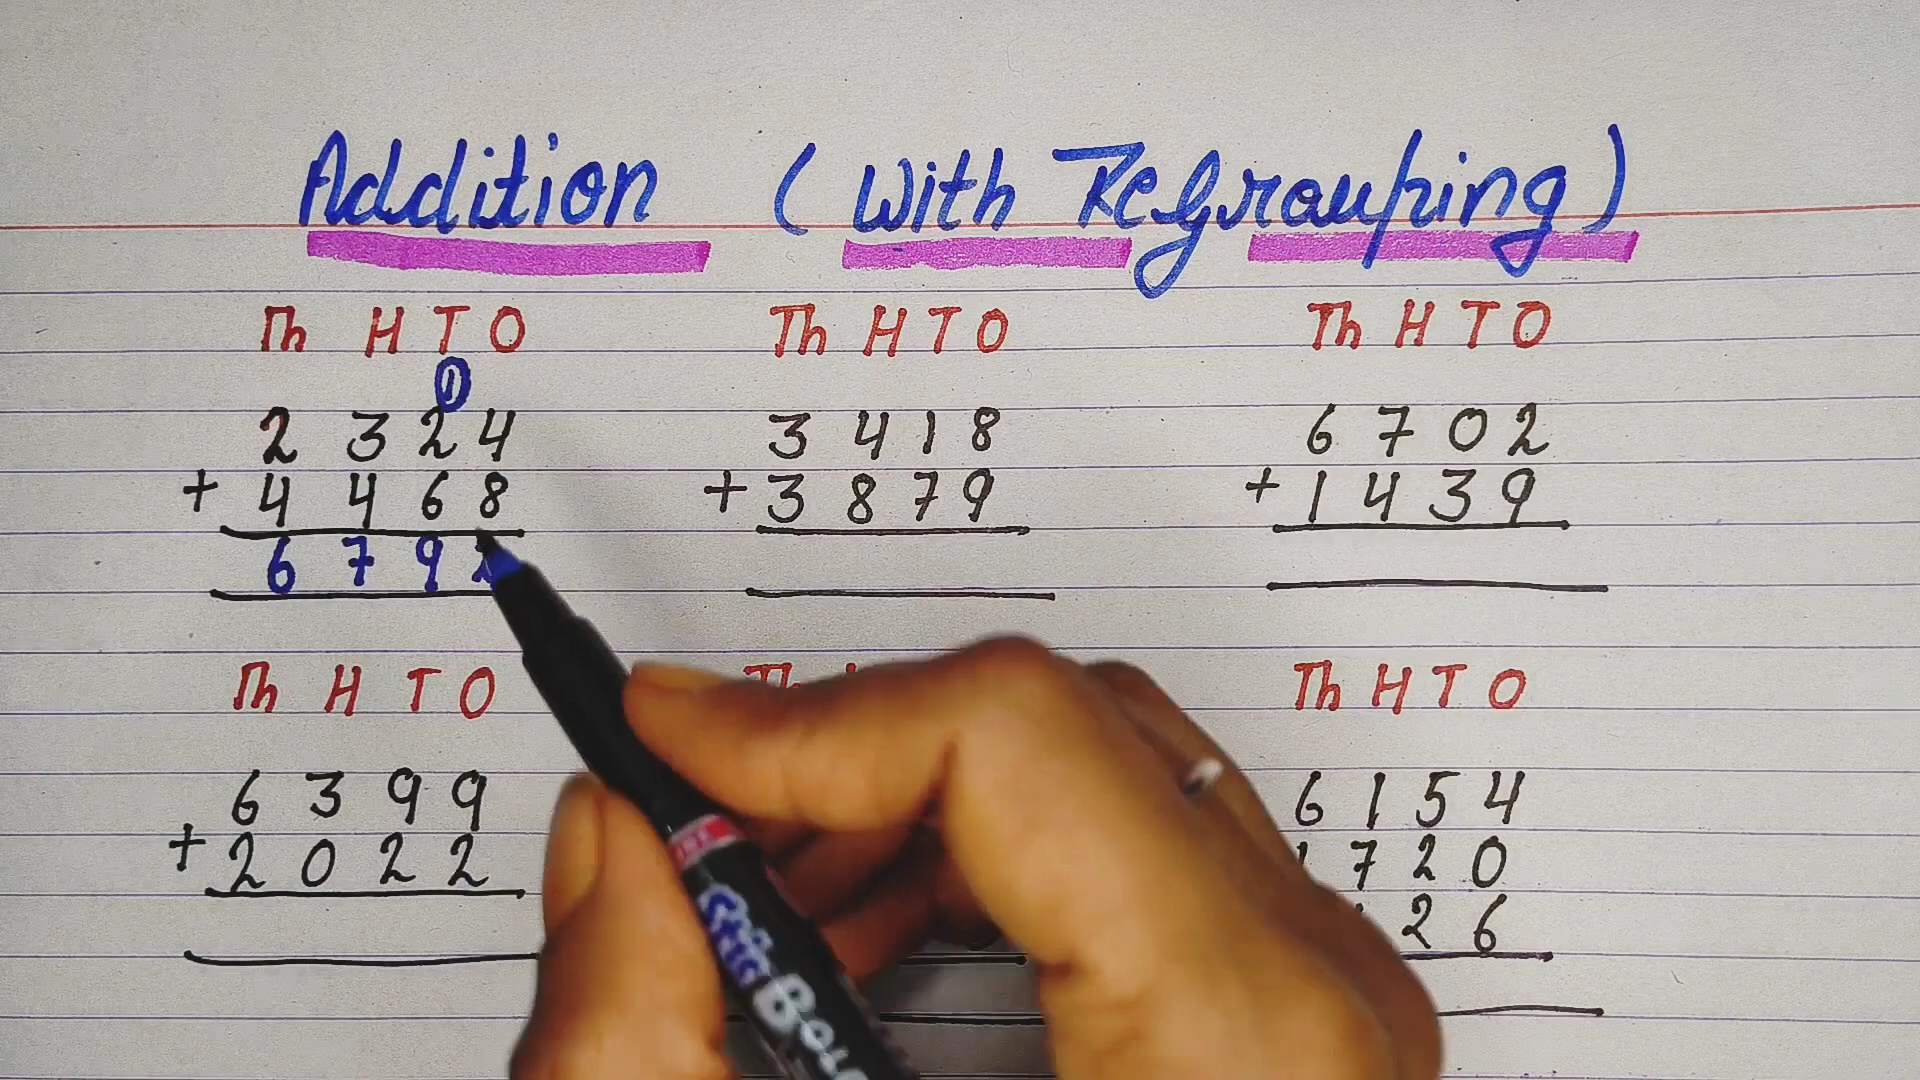 Addition (With Regrouping)
Th H T O Th H T O Th H T O
1
2 3 2 4 3 4 1 8 6 7 0 2
+ 4 4 6 8 + 3 8 7 9 + 1 4 3 9
6 7 9 2
Th H T O Th Th H T O
6 3 9 9 6 1 5 4
+ 2 0 2 2 7 2 0
2 6